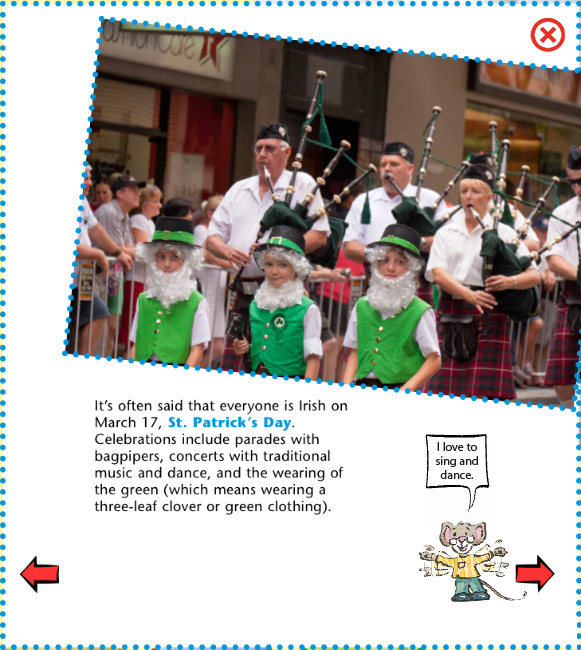 It's often said that everyone is Irish on
March 17, St. Patrick's Day.
Celebrations include parades with
bagpipers, concerts with traditional
music and dance, and the wearing of
the green (which means wearing a
three-leaf clover or green clothing).
I love to
sing and
dance.